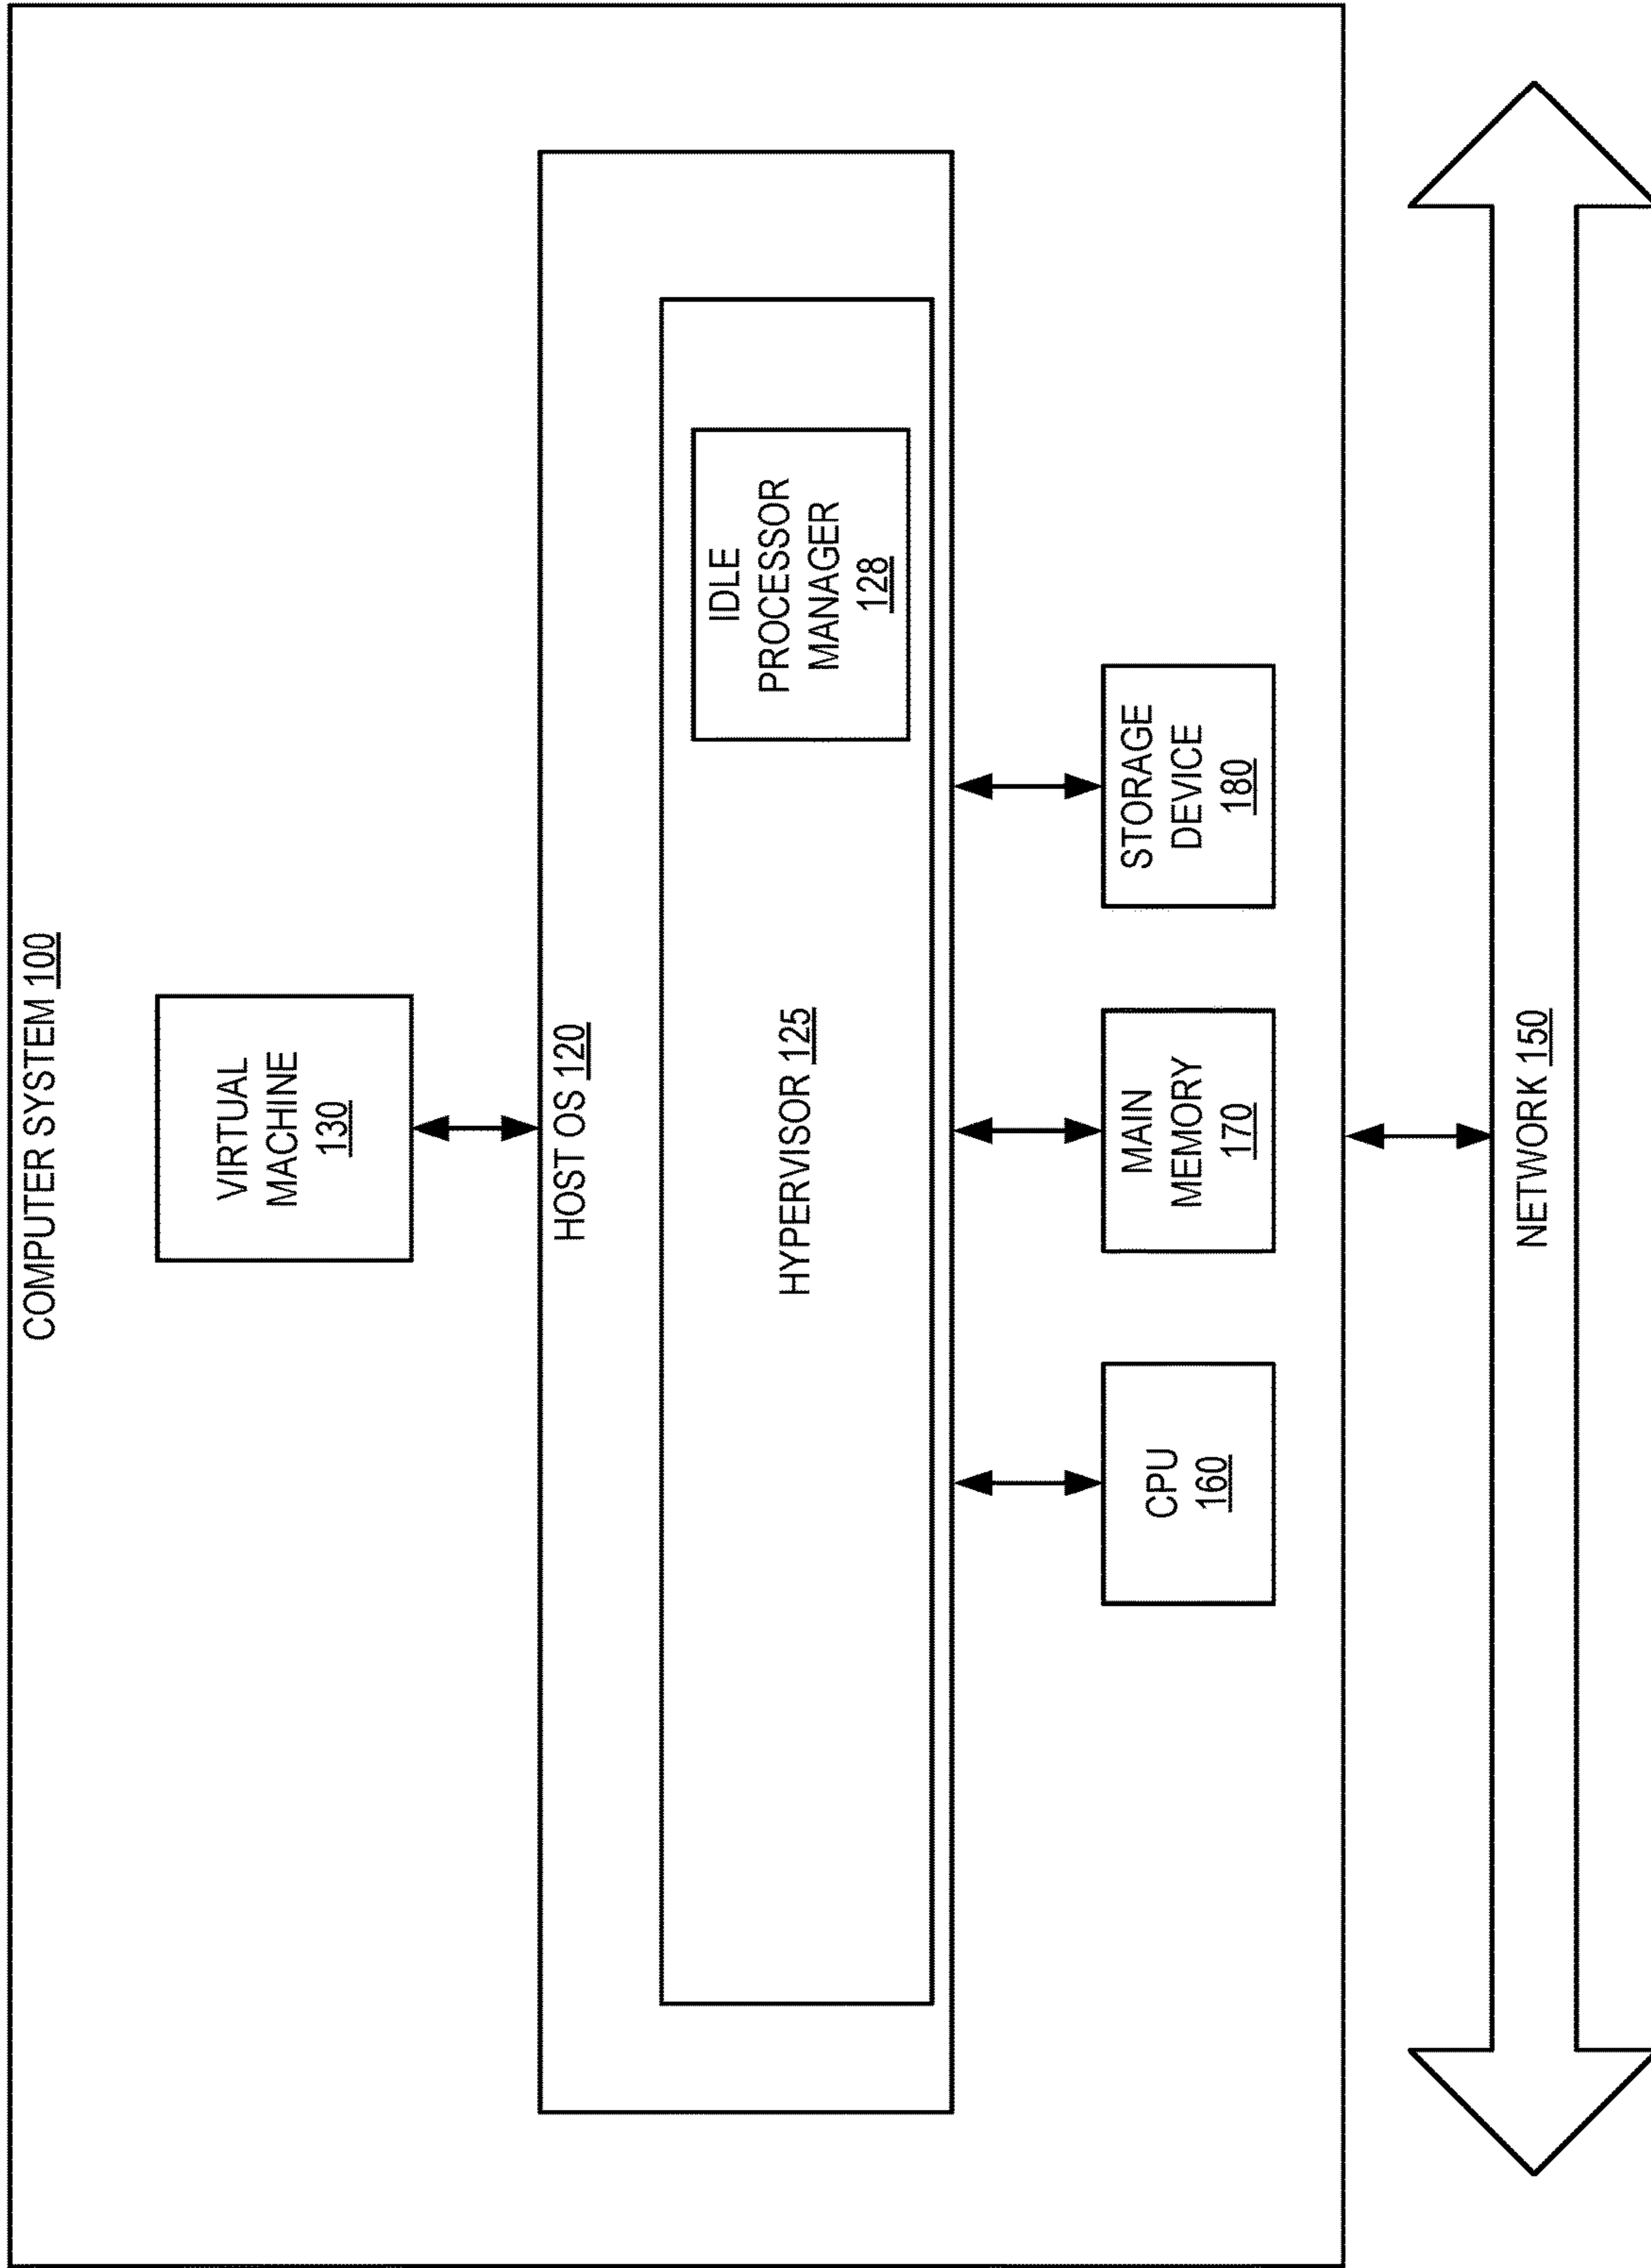 COMPUTER SYSTEM 100
VIRTUAL
MACHINE
130
HOST OS 120
HYPERVISOR 125
IDLE
PROCESSOR
MANAGER
128
CPU
160
MAIN
MEMORY
170
STORAGE
DEVICE
180
NETWORK 150